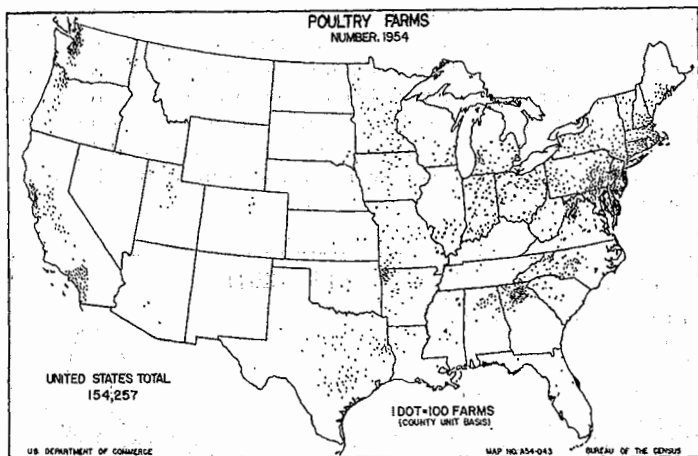 POULTRY FARMS
NUMBER, 1954
UNITED STATES TOTAL
154,257
1 DOT=100 FARMS
(COUNTY UNIT BASIS)
U.S. DEPARTMENT OF COMMERCE
MAP NO. A54-043
BUREAU OF THE CENSUS